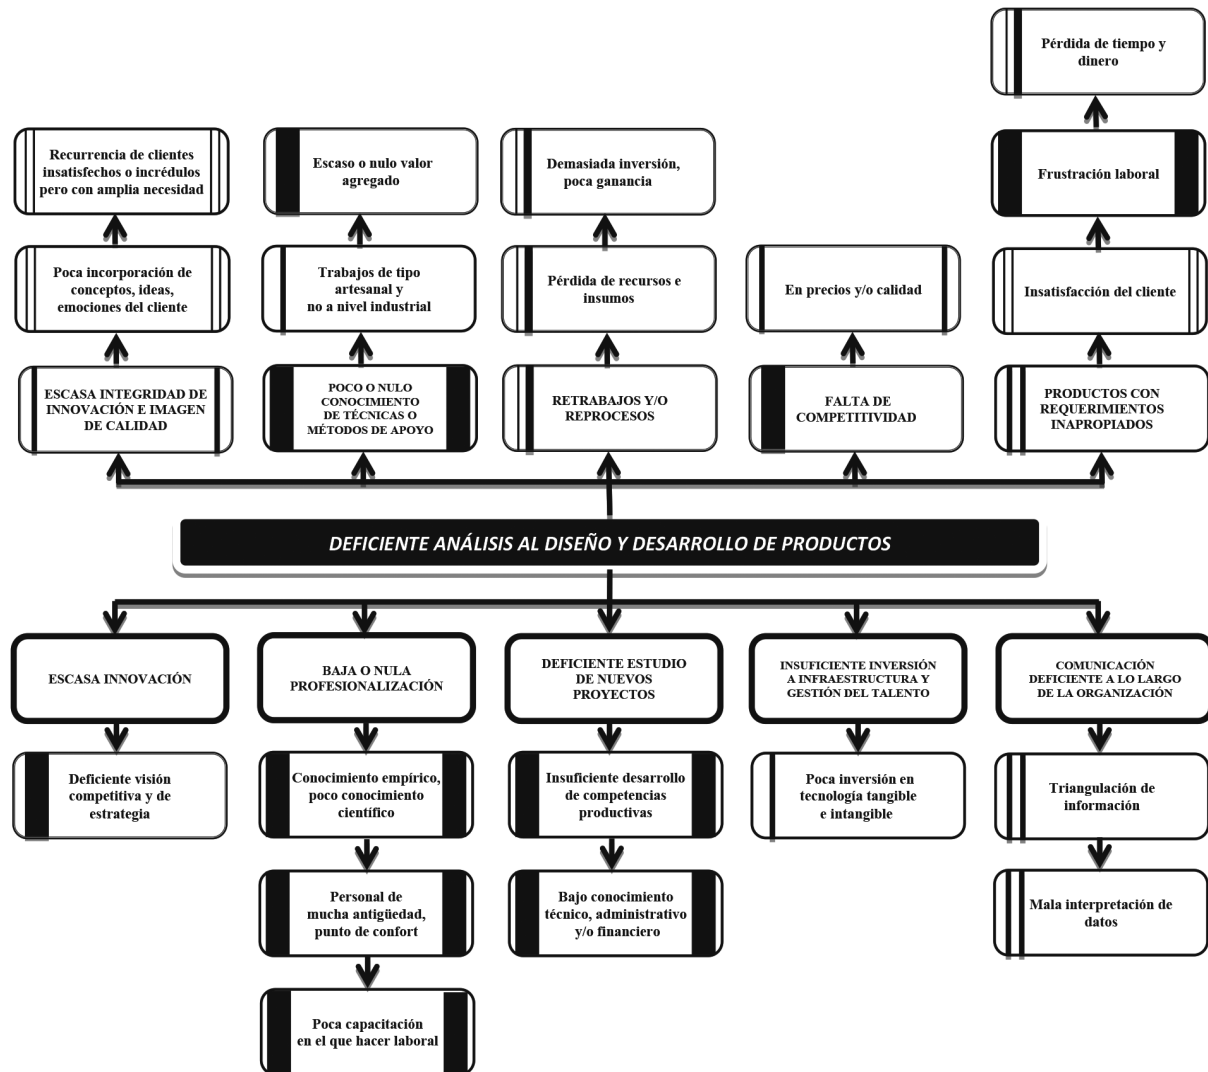 Pérdida de tiempo y
dinero
Recurrencia de clientes
insatisfechos o incrédulos
pero con amplia necesidad
Escaso o nulo valor
agregado
Demasiada inversión,
poca ganancia
Frustración laboral
Poca incorporación de
conceptos, ideas,
emociones del cliente
Trabajos de tipo
artesanal y
no a nivel industrial
Pérdida de recursos e
insumos
En precios y/o calidad
Insatisfacción del cliente
ESCASA INTEGRIDAD DE
INNOVACIÓN E IMAGEN
DE CALIDAD
POCO O NULO
CONOCIMIENTO
DE TÉCNICAS O
MÉTODOS DE APOYO
RETRABAJOS Y/O
REPROCESOS
FALTA DE
COMPETITIVIDAD
PRODUCTOS CON
REQUERIMIENTOS
INAPROPIADOS
DEFICIENTE ANÁLISIS AL DISEÑO Y DESARROLLO DE PRODUCTOS
ESCASA INNOVACIÓN
BAJA O NULA
PROFESIONALIZACIÓN
DEFICIENTE ESTUDIO
DE NUEVOS
PROYECTOS
INSUFICIENTE INVERSIÓN
A INFRAESTRUCTURA Y
GESTIÓN DEL TALENTO
COMUNICACIÓN
DEFICIENTE A LO LARGO
DE LA ORGANIZACIÓN
Deficiente visión
competitiva y de
estrategia
Conocimiento empírico,
poco conocimiento
científico
Insuficiente desarrollo
de competencias
productivas
Poca inversión en
tecnología tangible
e intangible
Triangulación de
información
Personal de
mucha antigüedad,
punto de confort
Bajo conocimiento
técnico, administrativo
y/o financiero
Mala interpretación de
datos
Poca capacitación
en el que hacer laboral